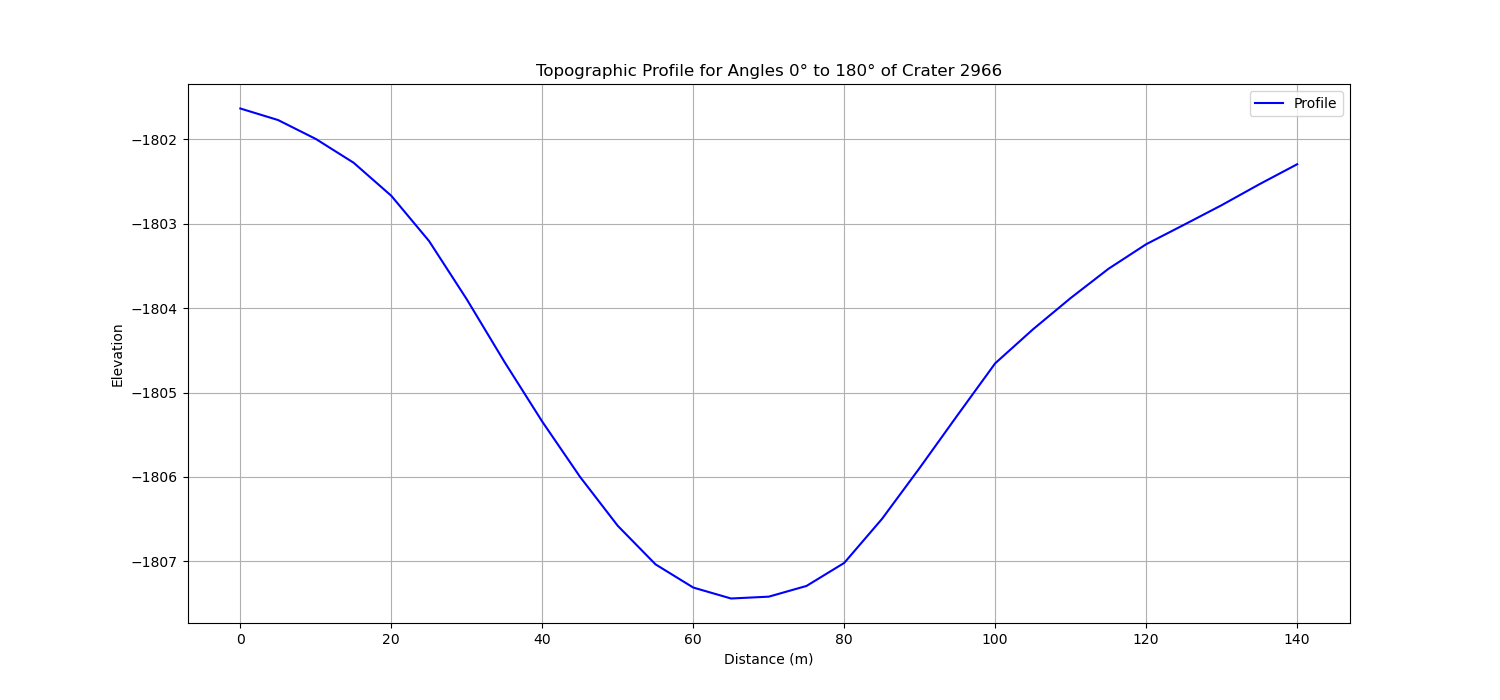 Topographic Profile for Angles 0° to 180° of Crater 2966
Profile
−1802
−1803
−1804
−1805
−1806
−1807
Elevation
0 20 40 60 80 100 120 140
Distance (m)